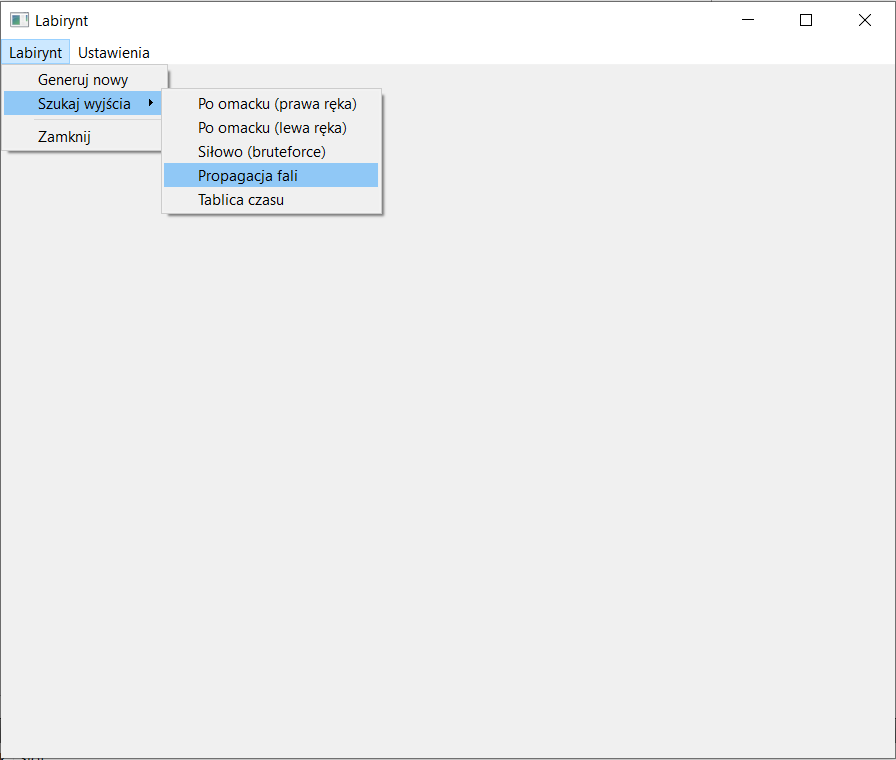 Labirynt
Labirynt Ustawienia
Generuj nowy
Szukaj wyjścia
Zamknij
Po omacku (prawa ręka)
Po omacku (lewa ręka)
Siłowo (bruteforce)
Propagacja fali
Tablica czasu